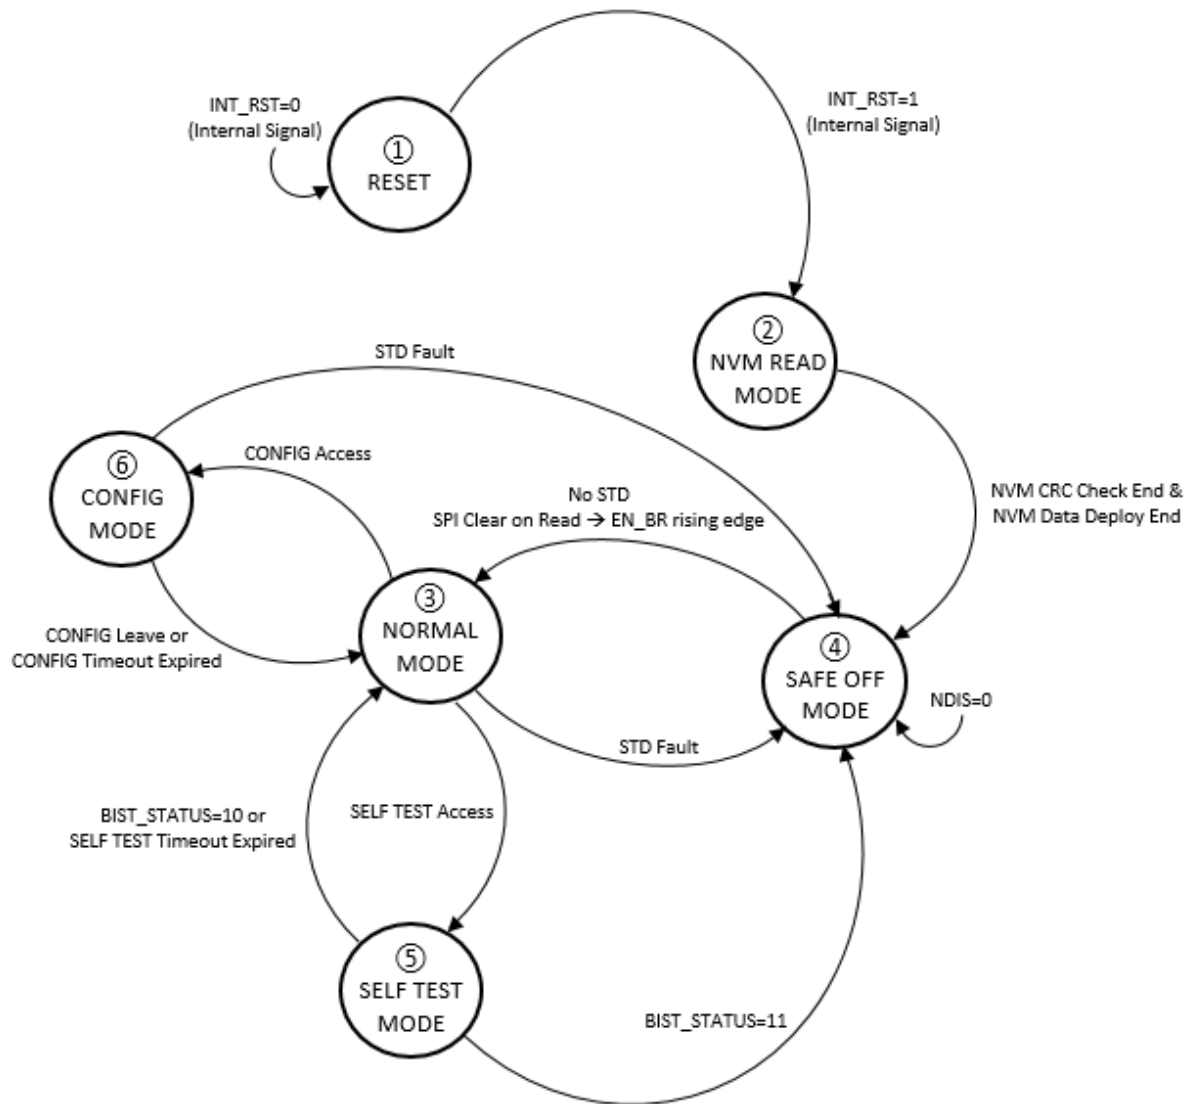 INT_RST=0
(Internal Signal)
①
RESET
INT_RST=1
(Internal Signal)
②
NVM READ
MODE
STD Fault
CONFIG Access
⑥
CONFIG
MODE
No STD
SPI Clear on Read → EN_BR rising edge
NVM CRC Check End &
NVM Data Deploy End
③
NORMAL
MODE
CONFIG Leave or
CONFIG Timeout Expired
④
SAFE OFF
MODE
NDIS=0
STD Fault
BIST_STATUS=10 or
SELF TEST Timeout Expired
SELF TEST Access
⑤
SELF TEST
MODE
BIST_STATUS=11